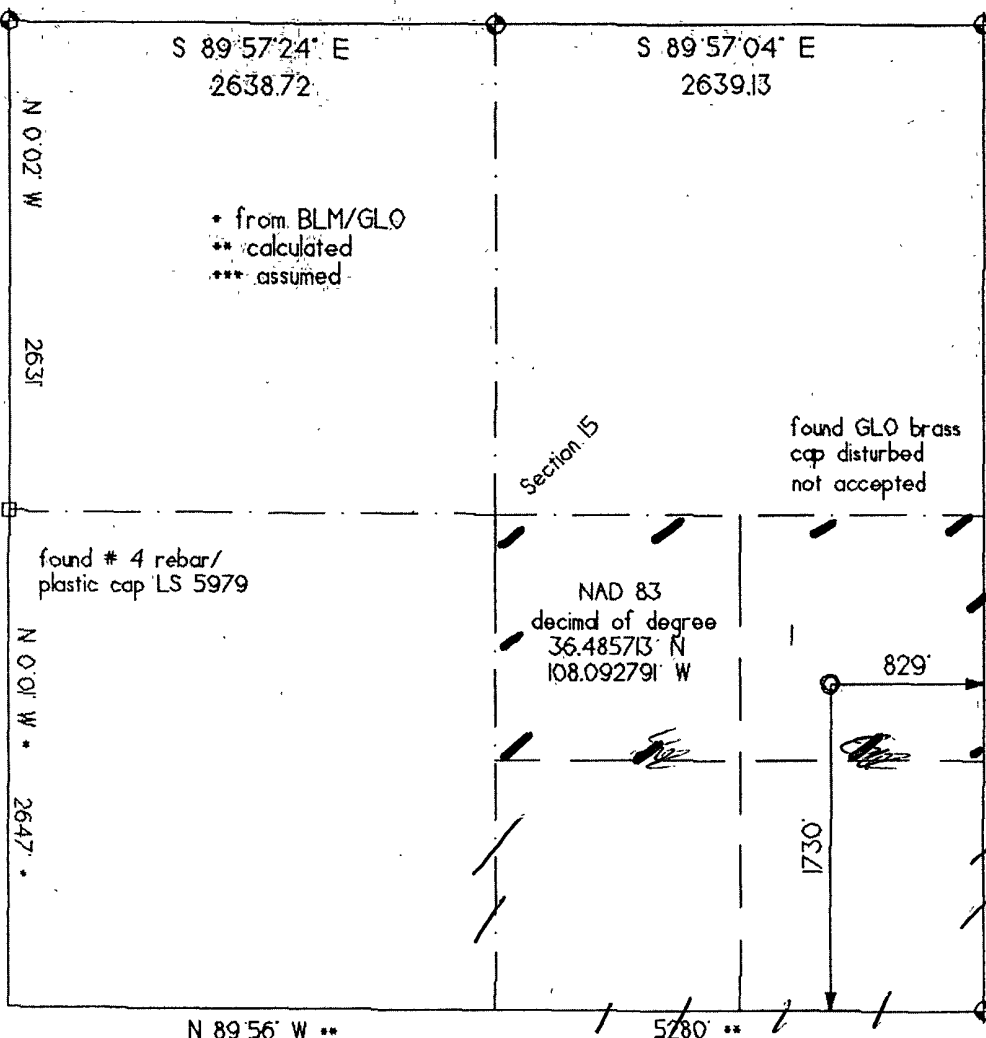 S 89°57'24" E
2638.72
S 89°57'04" E
2639.13
N 0°02' W
2631'
* from BLM/GLO
** calculated
*** assumed
Section 15
found GLO brass
cap disturbed
not accepted
found # 4 rebar/
plastic cap LS 5979
NAD 83
decimal of degree
36.485713° N
108.092791° W
829'
1730'
N 0°01' W *
2647' *
N 89°56' W **
5280' **